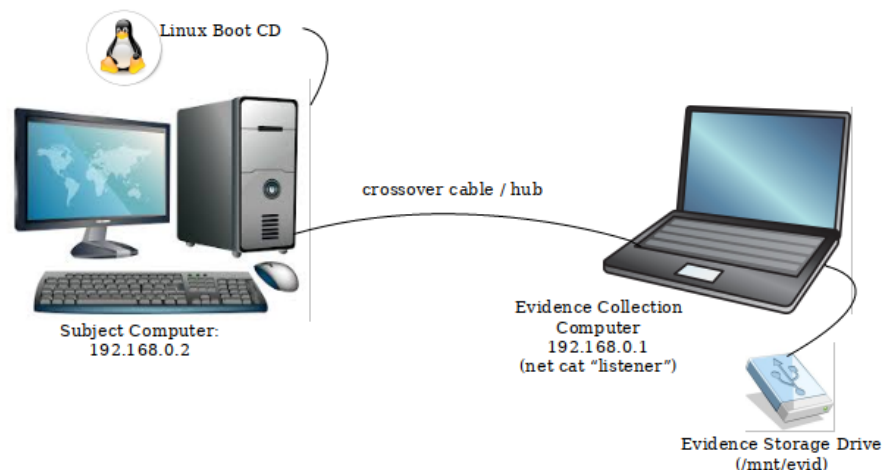 Linux Boot CD
crossover cable / hub
Subject Computer:
192.168.0.2
Evidence Collection
Computer
192.168.0.1
(net cat “listener”)
Evidence Storage Drive
(/mnt/evid)